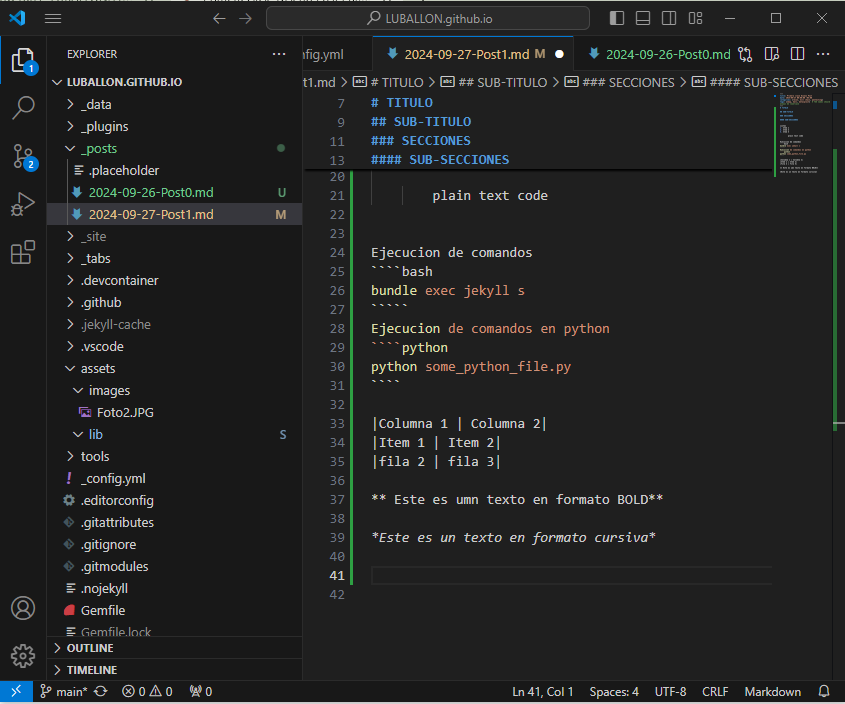 LUBALLON.github.io
EXPLORER
nfig.yml
2024-09-27-Post1.md M
2024-09-26-Post0.md
LUBALLON.GITHUB.IO
t1.md > # TITULO > ## SUB-TITULO > ### SECCIONES > #### SUB-SECCIONES
_data
_plugins
_posts
.placeholder
2024-09-26-Post0.md U
2024-09-27-Post1.md M
_site
_tabs
.devcontainer
.github
.jekyll-cache
.vscode
assets
images
Foto2.JPG
lib S
tools
_config.yml
.editorconfig
.gitattributes
.gitignore
.gitmodules
.nojekyll
Gemfile
Gemfile.lock
OUTLINE
TIMELINE
1
2
7 # TITULO
9 ## SUB-TITULO
11 ### SECCIONES
13 #### SUB-SECCIONES
20
21 plain text code
22
23
24 Ejecucion de comandos
25 ````bash
26 bundle exec jekyll s
27 `````
28 Ejecucion de comandos en python
29 ````python
30 python some_python_file.py
31 ````
32
33 |Columna 1 | Columna 2|
34 |Item 1 | Item 2|
35 |fila 2 | fila 3|
36
37 ** Este es umn texto en formato BOLD**
38
39 *Este es un texto en formato cursiva*
40
41
42
main* 0 0 0 Ln 41, Col 1 Spaces: 4 UTF-8 CRLF Markdown